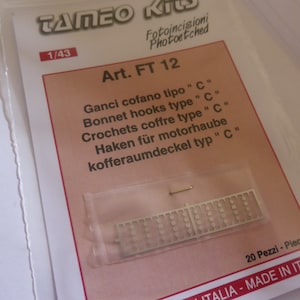 TAMEO KITS
Fotoincisioni
1/43
Photoetched
Art. FT 12
Ganci cofano tipo " C "
Bonnet hooks type " C "
Crochets coffre type " C "
Haken für motorhaube
kofferaumdeckel typ " C "
20 Pezzi - Piec
ITALIA - MADE IN IT